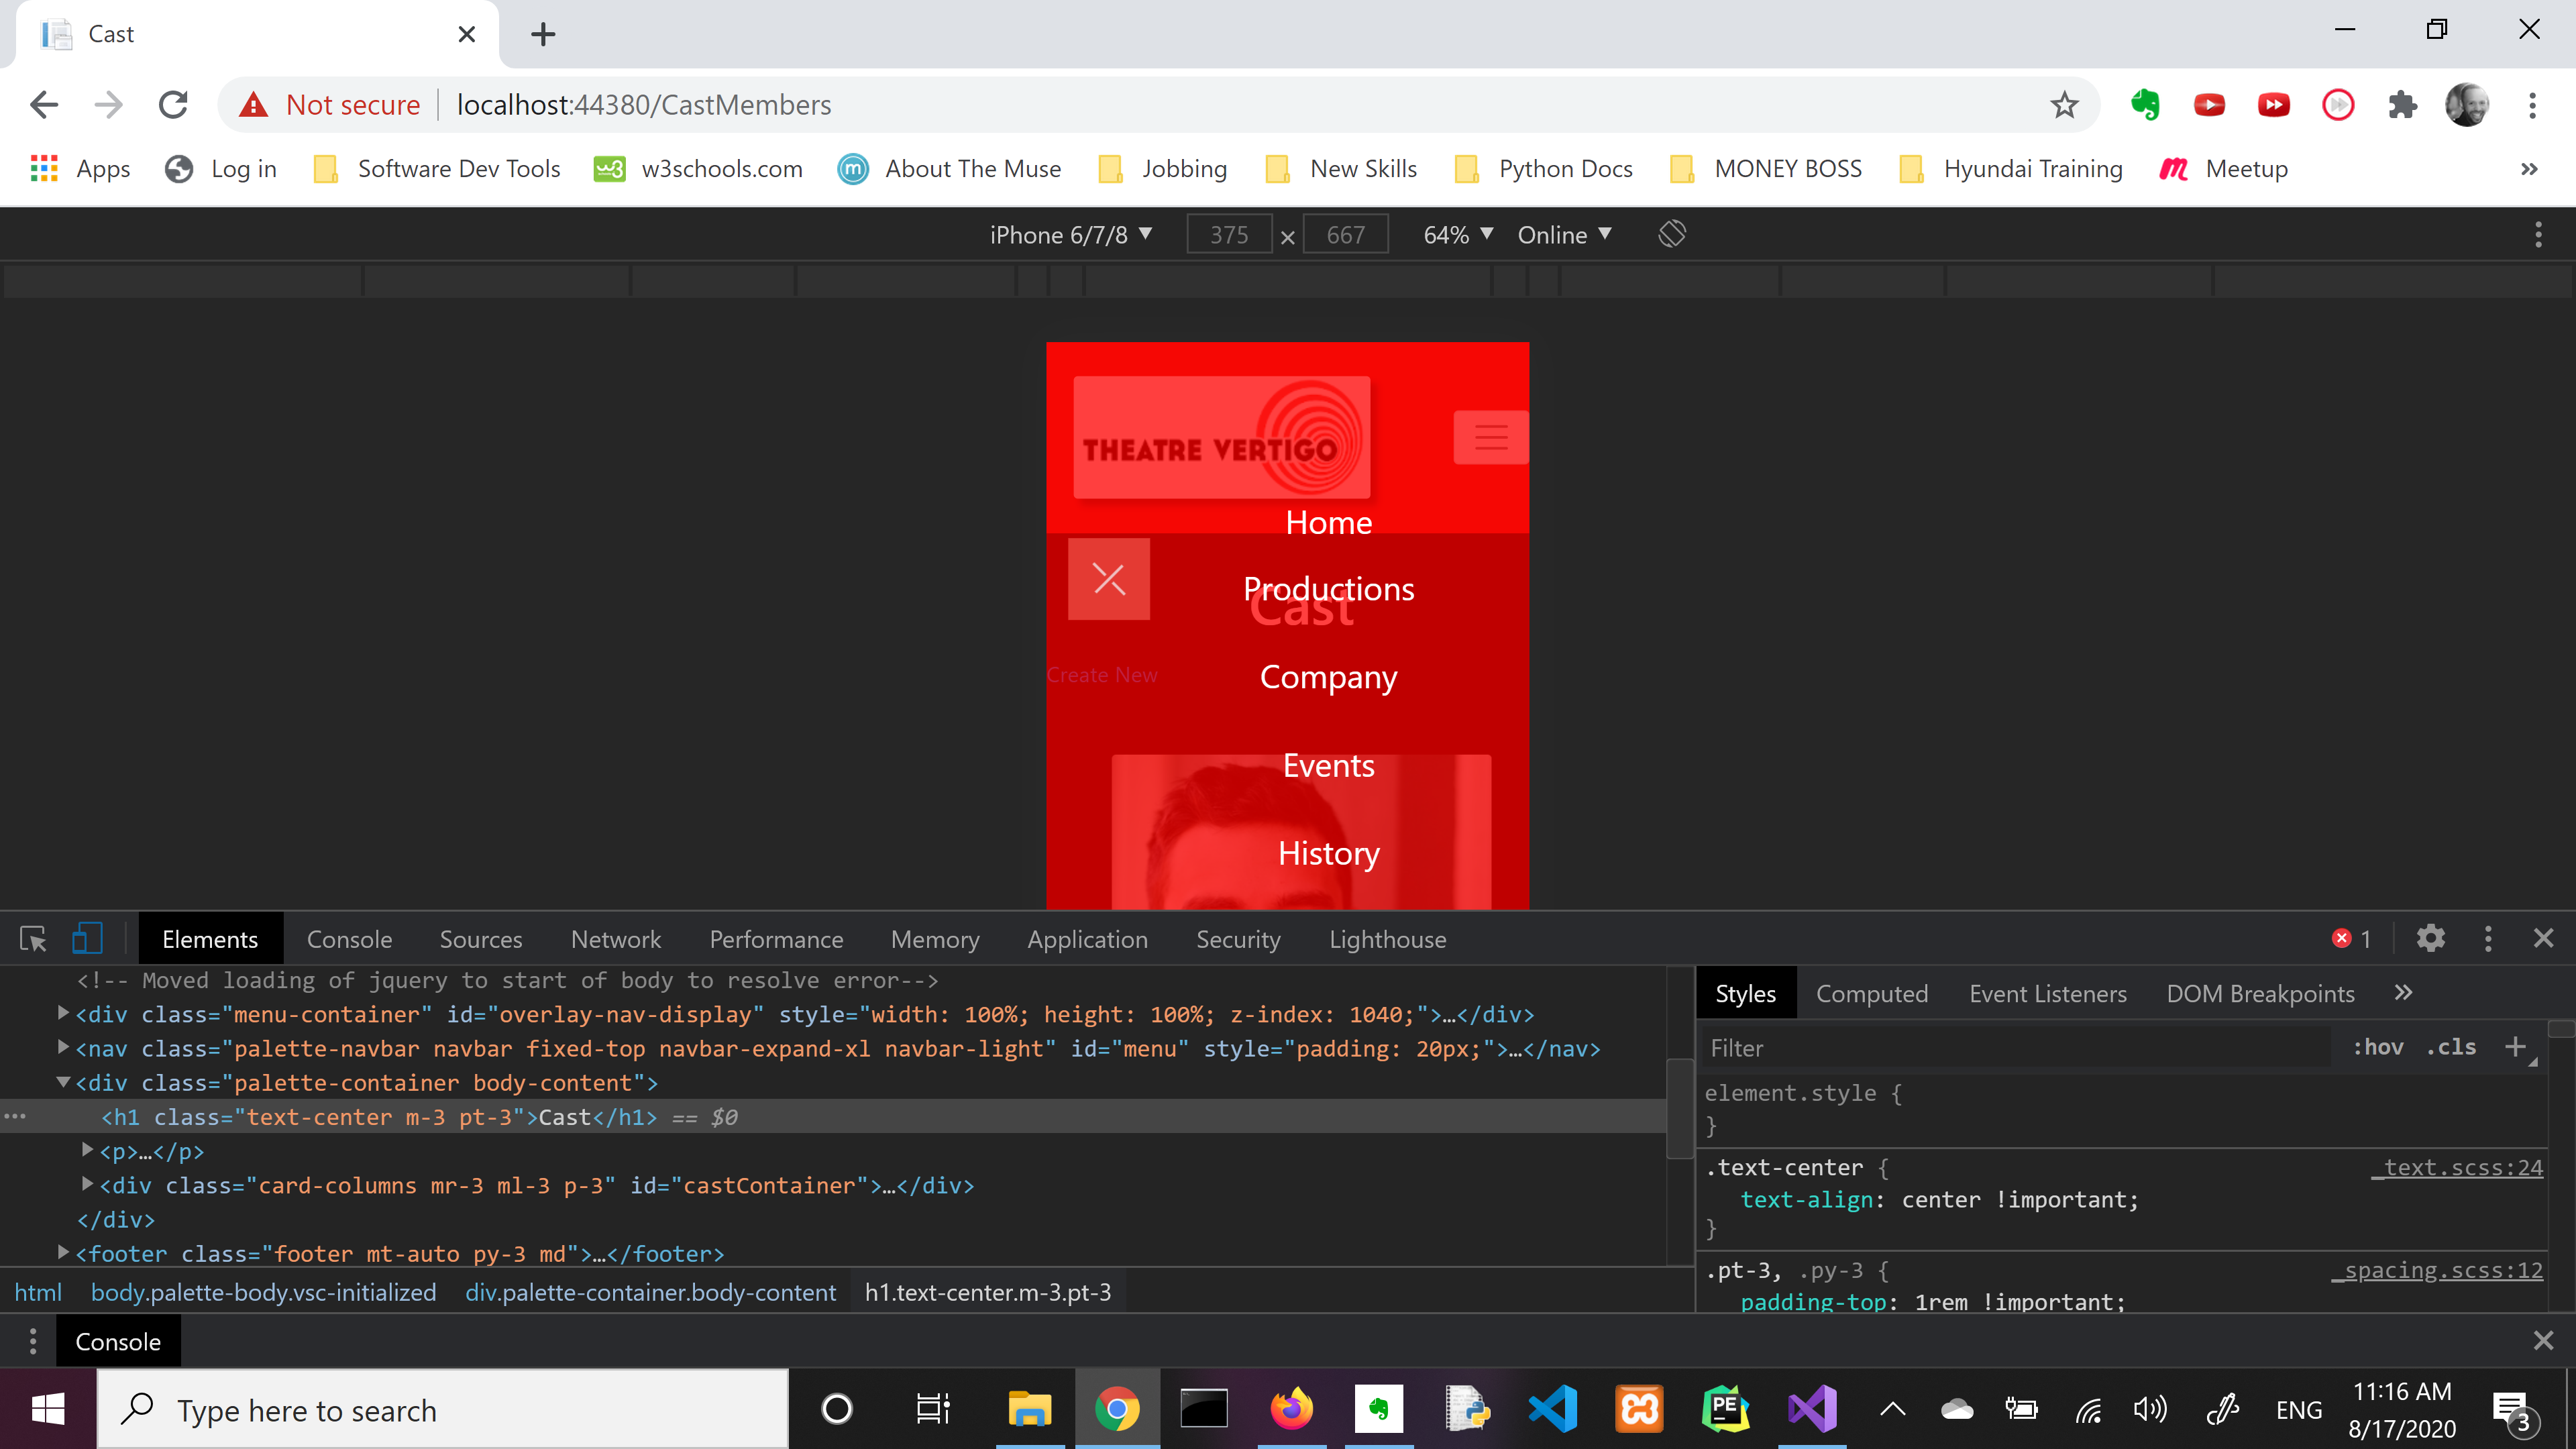 Cast
Not secure localhost:44380/CastMembers
Apps Log in Software Dev Tools w3schools.com About The Muse Jobbing New Skills Python Docs MONEY BOSS Hyundai Training Meetup »
iPhone 6/7/8 375 × 667 64% Online
THEATRE VERTIGO
Home
Productions
Cast
Company
Create New
Events
History
Elements Console Sources Network Performance Memory Application Security Lighthouse 1
<!-- Moved loading of jquery to start of body to resolve error-->
<div class="menu-container" id="overlay-nav-display" style="width: 100%; height: 100%; z-index: 1040;">…</div>
<nav class="palette-navbar navbar fixed-top navbar-expand-xl navbar-light" id="menu" style="padding: 20px;">…</nav>
<div class="palette-container body-content">
<h1 class="text-center m-3 pt-3">Cast</h1> == $0
<p>…</p>
<div class="card-columns mr-3 ml-3 p-3" id="castContainer">…</div>
</div>
<footer class="footer mt-auto py-3 md">…</footer>
html body.palette-body.vsc-initialized div.palette-container.body-content h1.text-center.m-3.pt-3
Styles Computed Event Listeners DOM Breakpoints »
Filter :hov .cls +
element.style {
}
.text-center { _text.scss:24
text-align: center !important;
}
.pt-3, .py-3 { _spacing.scss:12
padding-top: 1rem !important;
Console
Type here to search
ENG 11:16 AM
8/17/2020
3